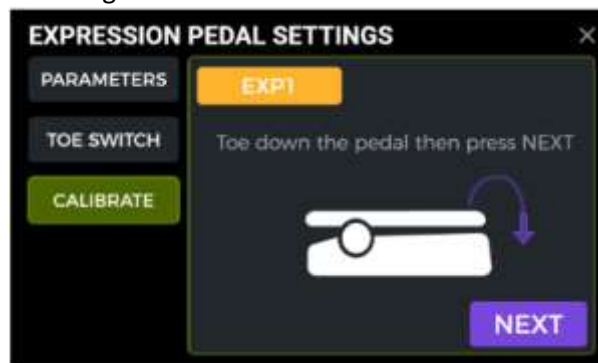 EXPRESSION PEDAL SETTINGS
PARAMETERS
TOE SWITCH
CALIBRATE
EXP1
Toe down the pedal then press NEXT
NEXT